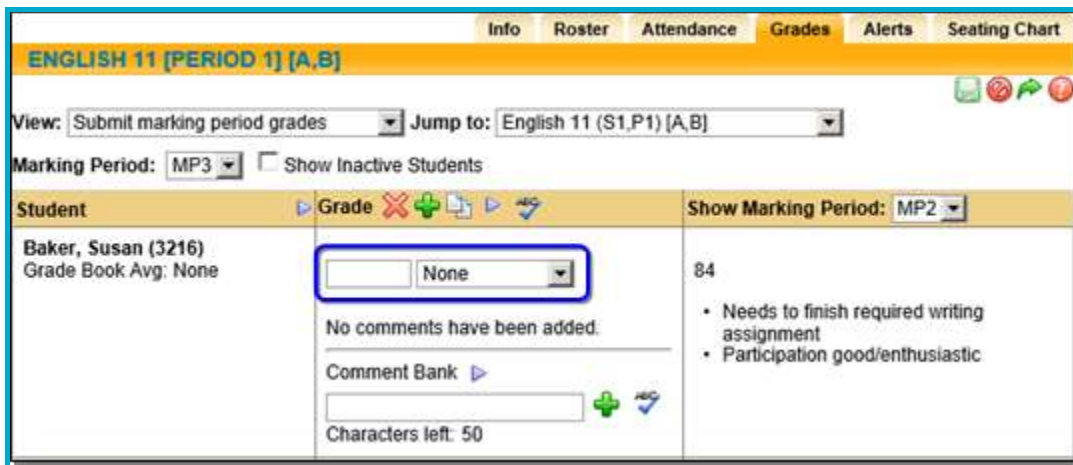 Info Roster Attendance Grades Alerts Seating Chart
ENGLISH 11 [PERIOD 1] [A,B]
View: Submit marking period grades Jump to: English 11 (S1,P1) [A,B]
Marking Period: MP3 Show Inactive Students
Student Grade ABC Show Marking Period: MP2
Baker, Susan (3216)
Grade Book Avg: None
None
No comments have been added.
Comment Bank
ABC
Characters left: 50
84
• Needs to finish required writing
assignment
• Participation good/enthusiastic